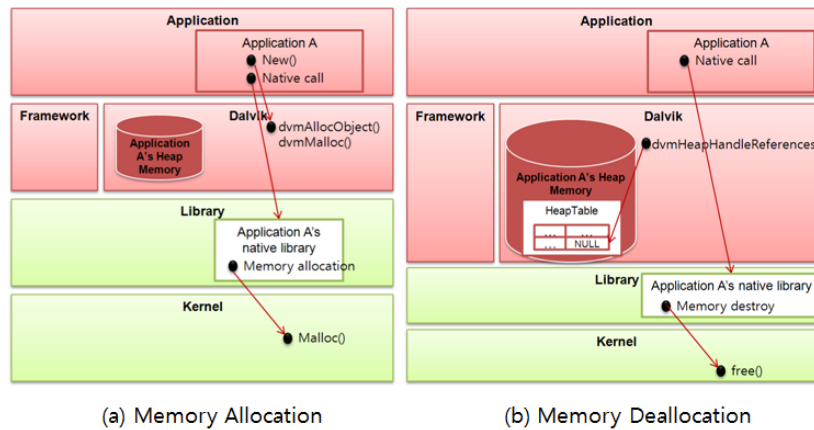 Application
Application A
New()
Native call
Framework
Dalvik
Application
A's Heap
Memory
dvmAllocObject()
dvmMalloc()
Library
Application A's
native library
Memory allocation
Kernel
Malloc()
(a) Memory Allocation
Application
Application A
Native call
Framework
Dalvik
dvmHeapHandleReferences
Application A's Heap
Memory
HeapTable
... ...
... NULL
Library
Application A's native library
Memory destroy
Kernel
free()
(b) Memory Deallocation